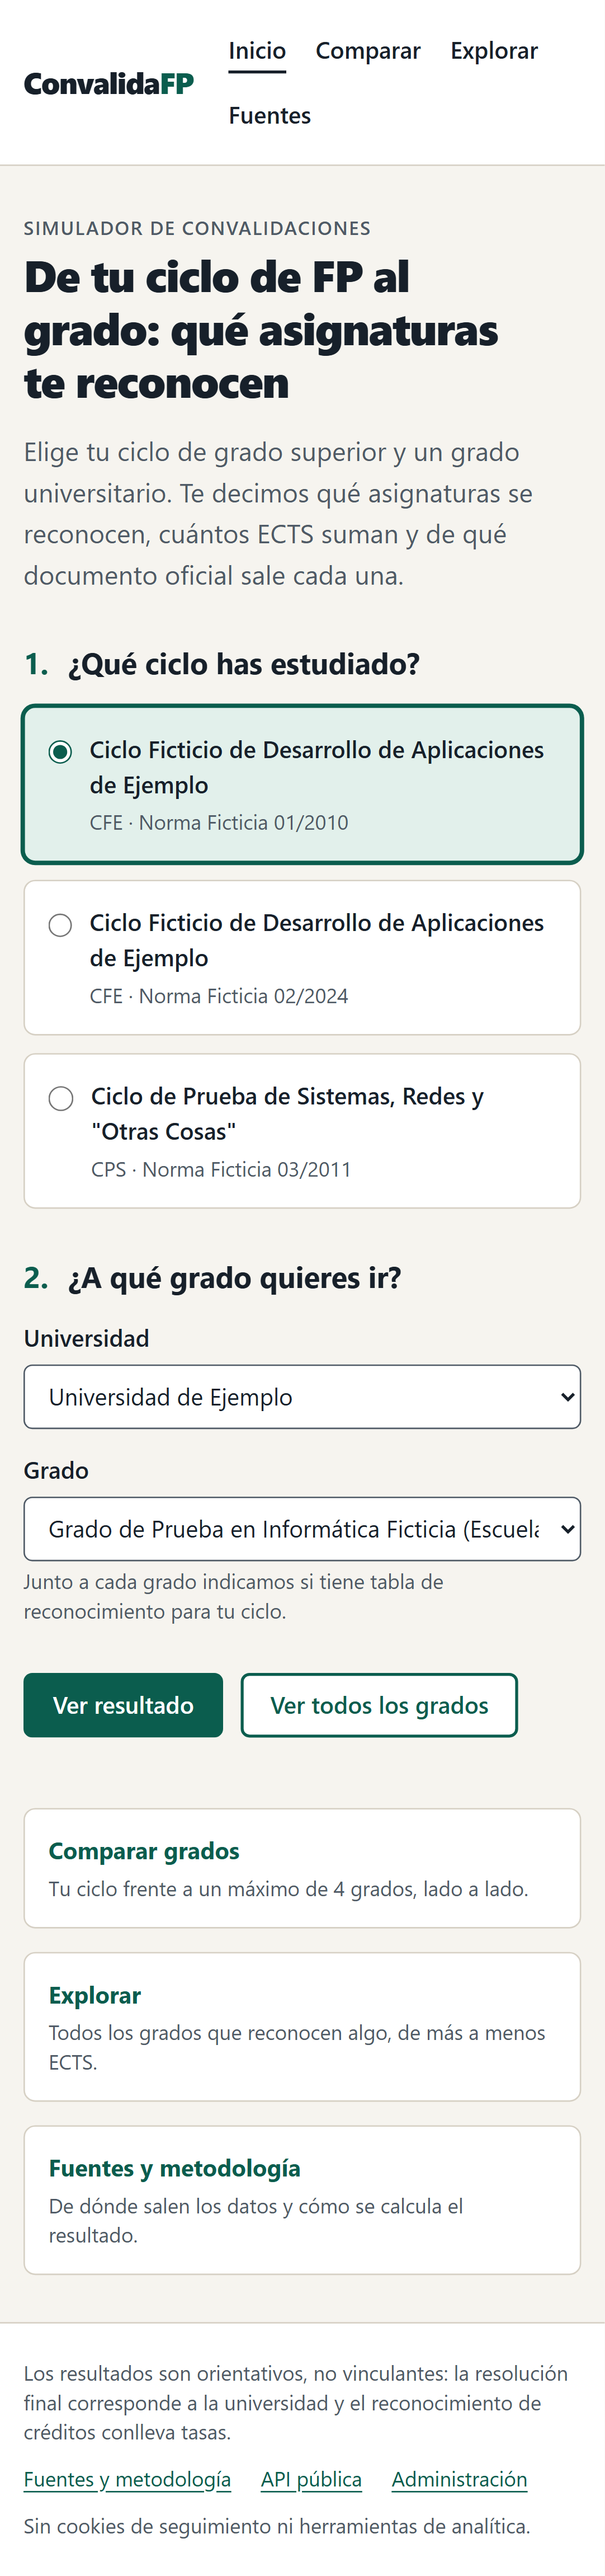 ConvalidaFP
Inicio Comparar Explorar
Fuentes
SIMULADOR DE CONVALIDACIONES
De tu ciclo de FP al
grado: qué asignaturas
te reconocen
Elige tu ciclo de grado superior y un grado
universitario. Te decimos qué asignaturas se
reconocen, cuántos ECTS suman y de qué
documento oficial sale cada una.
1. ¿Qué ciclo has estudiado?
Ciclo Ficticio de Desarrollo de Aplicaciones
de Ejemplo
CFE · Norma Ficticia 01/2010
Ciclo Ficticio de Desarrollo de Aplicaciones
de Ejemplo
CFE · Norma Ficticia 02/2024
Ciclo de Prueba de Sistemas, Redes y
"Otras Cosas"
CPS · Norma Ficticia 03/2011
2. ¿A qué grado quieres ir?
Universidad
Universidad de Ejemplo
Grado
Grado de Prueba en Informática Ficticia (Escuela
Junto a cada grado indicamos si tiene tabla de
reconocimiento para tu ciclo.
Ver resultado Ver todos los grados
Comparar grados
Tu ciclo frente a un máximo de 4 grados, lado a lado.
Explorar
Todos los grados que reconocen algo, de más a menos
ECTS.
Fuentes y metodología
De dónde salen los datos y cómo se calcula el
resultado.
Los resultados son orientativos, no vinculantes: la resolución
final corresponde a la universidad y el reconocimiento de
créditos conlleva tasas.
Fuentes y metodología API pública Administración
Sin cookies de seguimiento ni herramientas de analítica.